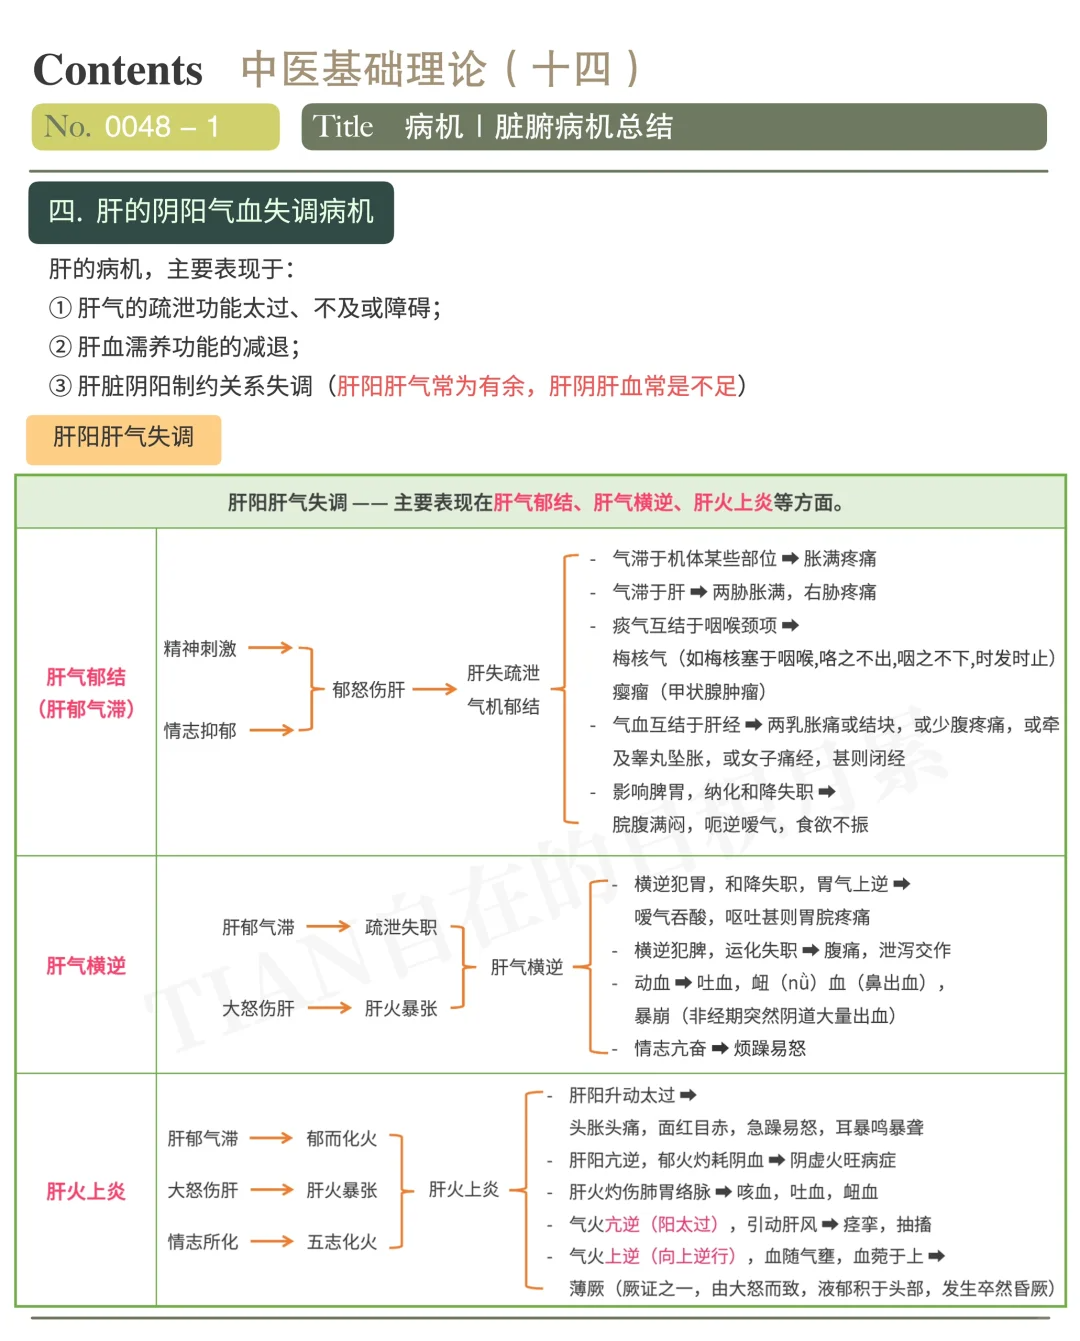 Contents 中医基础理论（十四）
No. 0048 – 1
Title 病机｜脏腑病机总结
四. 肝的阴阳气血失调病机
肝的病机，主要表现于：
① 肝气的疏泄功能太过、不及或障碍；
② 肝血濡养功能的减退；
③ 肝脏阴阳制约关系失调（肝阳肝气常为有余，肝阴肝血常是不足）
肝阳肝气失调
肝阳肝气失调 —— 主要表现在肝气郁结、肝气横逆、肝火上炎等方面。
肝气郁结
（肝郁气滞）
精神刺激
情志抑郁
郁怒伤肝
肝失疏泄
气机郁结
- 气滞于机体某些部位 ➡ 胀满疼痛
- 气滞于肝 ➡ 两胁胀满，右胁疼痛
- 痰气互结于咽喉颈项 ➡
梅核气（如梅核塞于咽喉,咯之不出,咽之不下,时发时止）
瘿瘤（甲状腺肿瘤）
- 气血互结于肝经 ➡ 两乳胀痛或结块，或少腹疼痛，或牵
及睾丸坠胀，或女子痛经，甚则闭经
- 影响脾胃，纳化和降失职 ➡
脘腹满闷，呃逆嗳气，食欲不振
肝气横逆
肝郁气滞
疏泄失职
大怒伤肝
肝火暴张
肝气横逆
- 横逆犯胃，和降失职，胃气上逆 ➡
嗳气吞酸，呕吐甚则胃脘疼痛
- 横逆犯脾，运化失职 ➡ 腹痛，泄泻交作
- 动血 ➡ 吐血，衄（nǜ）血（鼻出血），
暴崩（非经期突然阴道大量出血）
- 情志亢奋 ➡ 烦躁易怒
肝火上炎
肝郁气滞
郁而化火
大怒伤肝
肝火暴张
情志所化
五志化火
肝火上炎
- 肝阳升动太过 ➡
头胀头痛，面红目赤，急躁易怒，耳暴鸣暴聋
- 肝阳亢逆，郁火灼耗阴血 ➡ 阴虚火旺病症
- 肝火灼伤肺胃络脉 ➡ 咳血，吐血，衄血
- 气火亢逆（阳太过），引动肝风 ➡ 痉挛，抽搐
- 气火上逆（向上逆行），血随气壅，血菀于上 ➡
薄厥（厥证之一，由大怒而致，液郁积于头部，发生卒然昏厥）
TIAN自在的日积月累